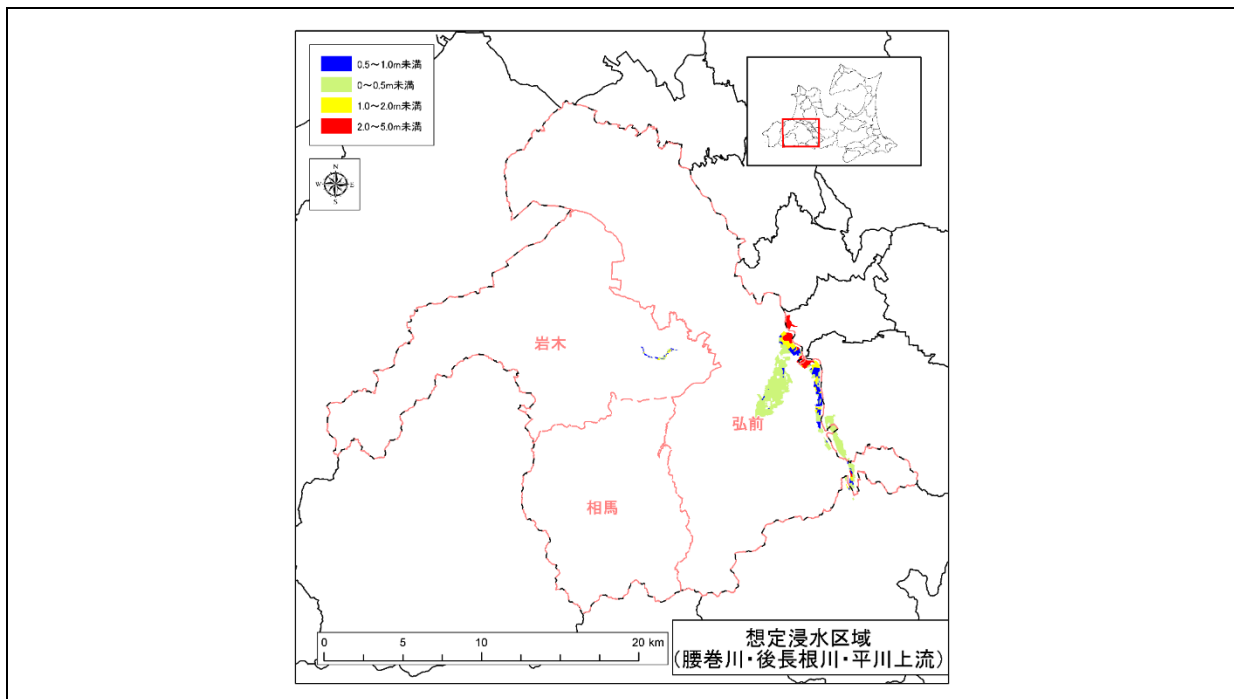 0.5～1.0m未満
0～0.5m未満
1.0～2.0m未満
2.0～5.0m未満
N
W E
S
岩木
弘前
相馬
0 5 10 20 km
想定浸水区域
(腰巻川・後長根川・平川上流)